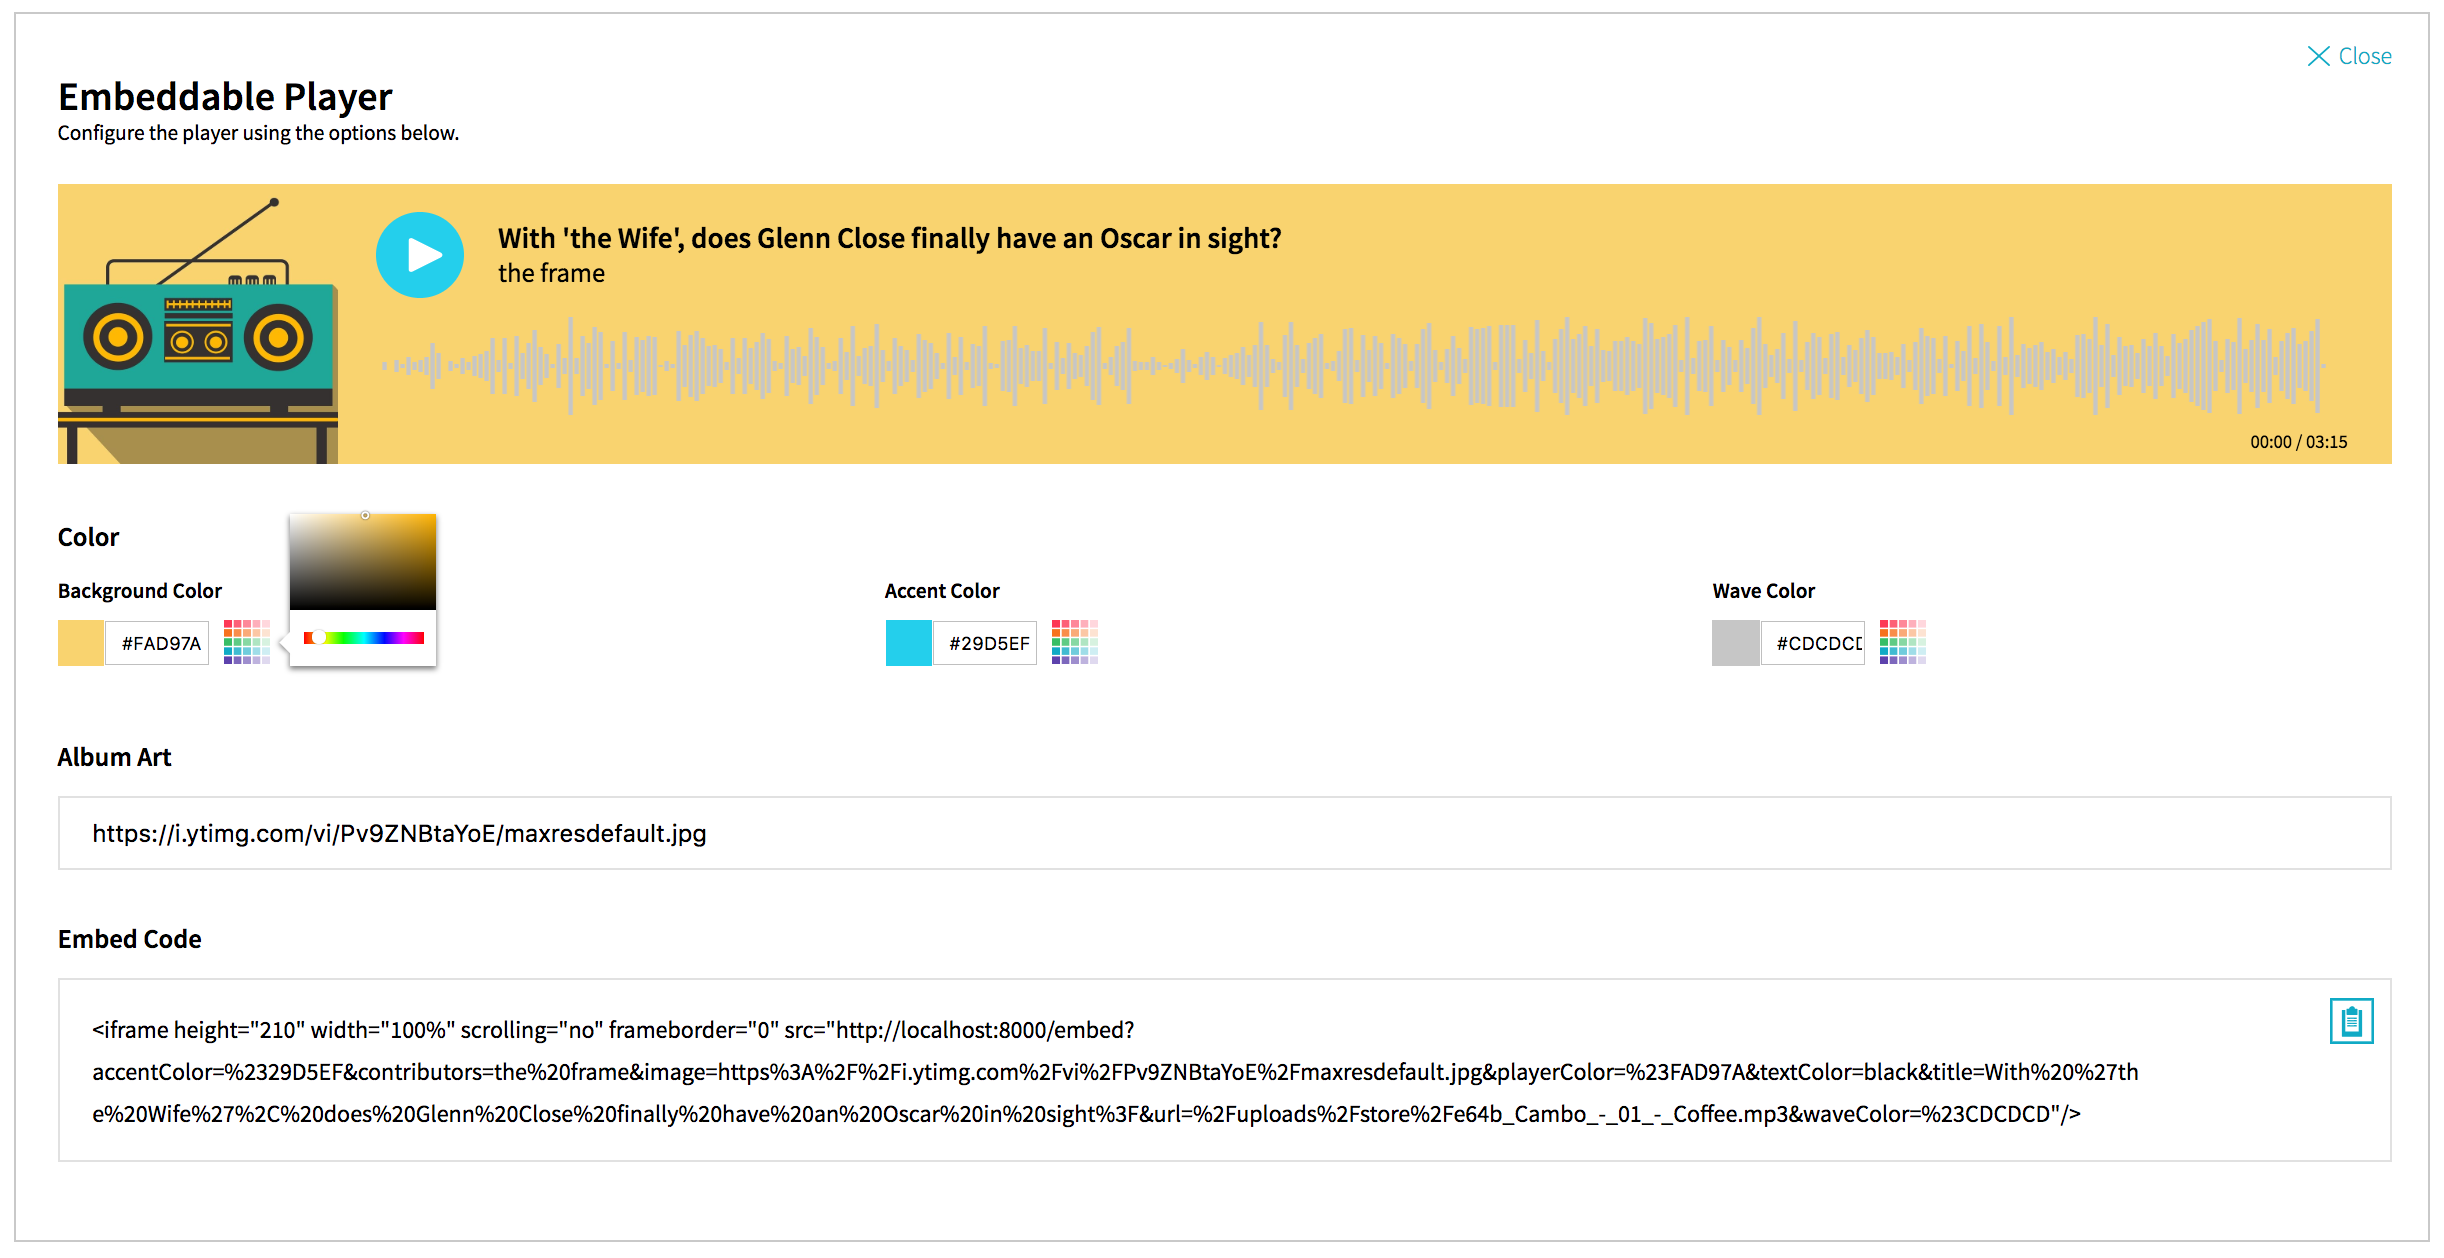 Close
Embeddable Player
Configure the player using the options below.
With 'the Wife', does Glenn Close finally have an Oscar in sight?
the frame
00:00 / 03:15
Color
Background Color
Accent Color
Wave Color
#FAD97A
#29D5EF
#CDCDCD
Album Art
https://i.ytimg.com/vi/Pv9ZNBtaYoE/maxresdefault.jpg
Embed Code
<iframe height="210" width="100%" scrolling="no" frameborder="0" src="http://localhost:8000/embed?
accentColor=%2329D5EF&contributors=the%20frame&image=https%3A%2F%2Fi.ytimg.com%2Fvi%2FPv9ZNBtaYoE%2Fmaxresdefault.jpg&playerColor=%23FAD97A&textColor=black&title=With%20%27th
e%20Wife%27%2C%20does%20Glenn%20Close%20finally%20have%20an%20Oscar%20in%20sight%3F&url=%2Fuploads%2Fstore%2Fe64b_Cambo_-_01_-_Coffee.mp3&waveColor=%23CDCDCD"/>